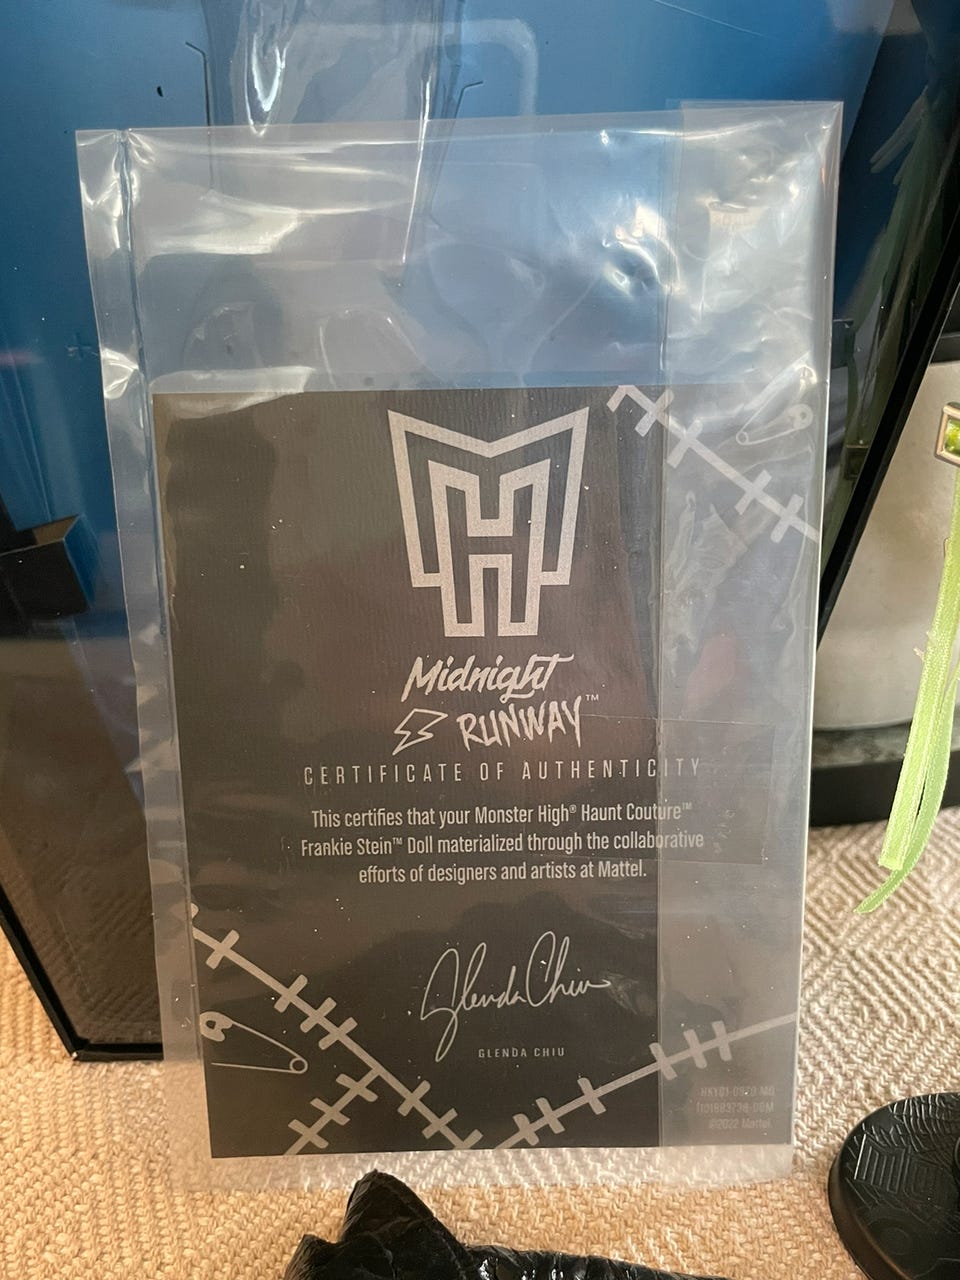 MH
Midnight
RUNWAY™
CERTIFICATE OF AUTHENTICITY
This certifies that your Monster High® Haunt Couture™
Frankie Stein™ Doll materialized through the collaborative
efforts of designers and artists at Mattel.
Glenda Chiu
GLENDA CHIU
©2022 Mattel